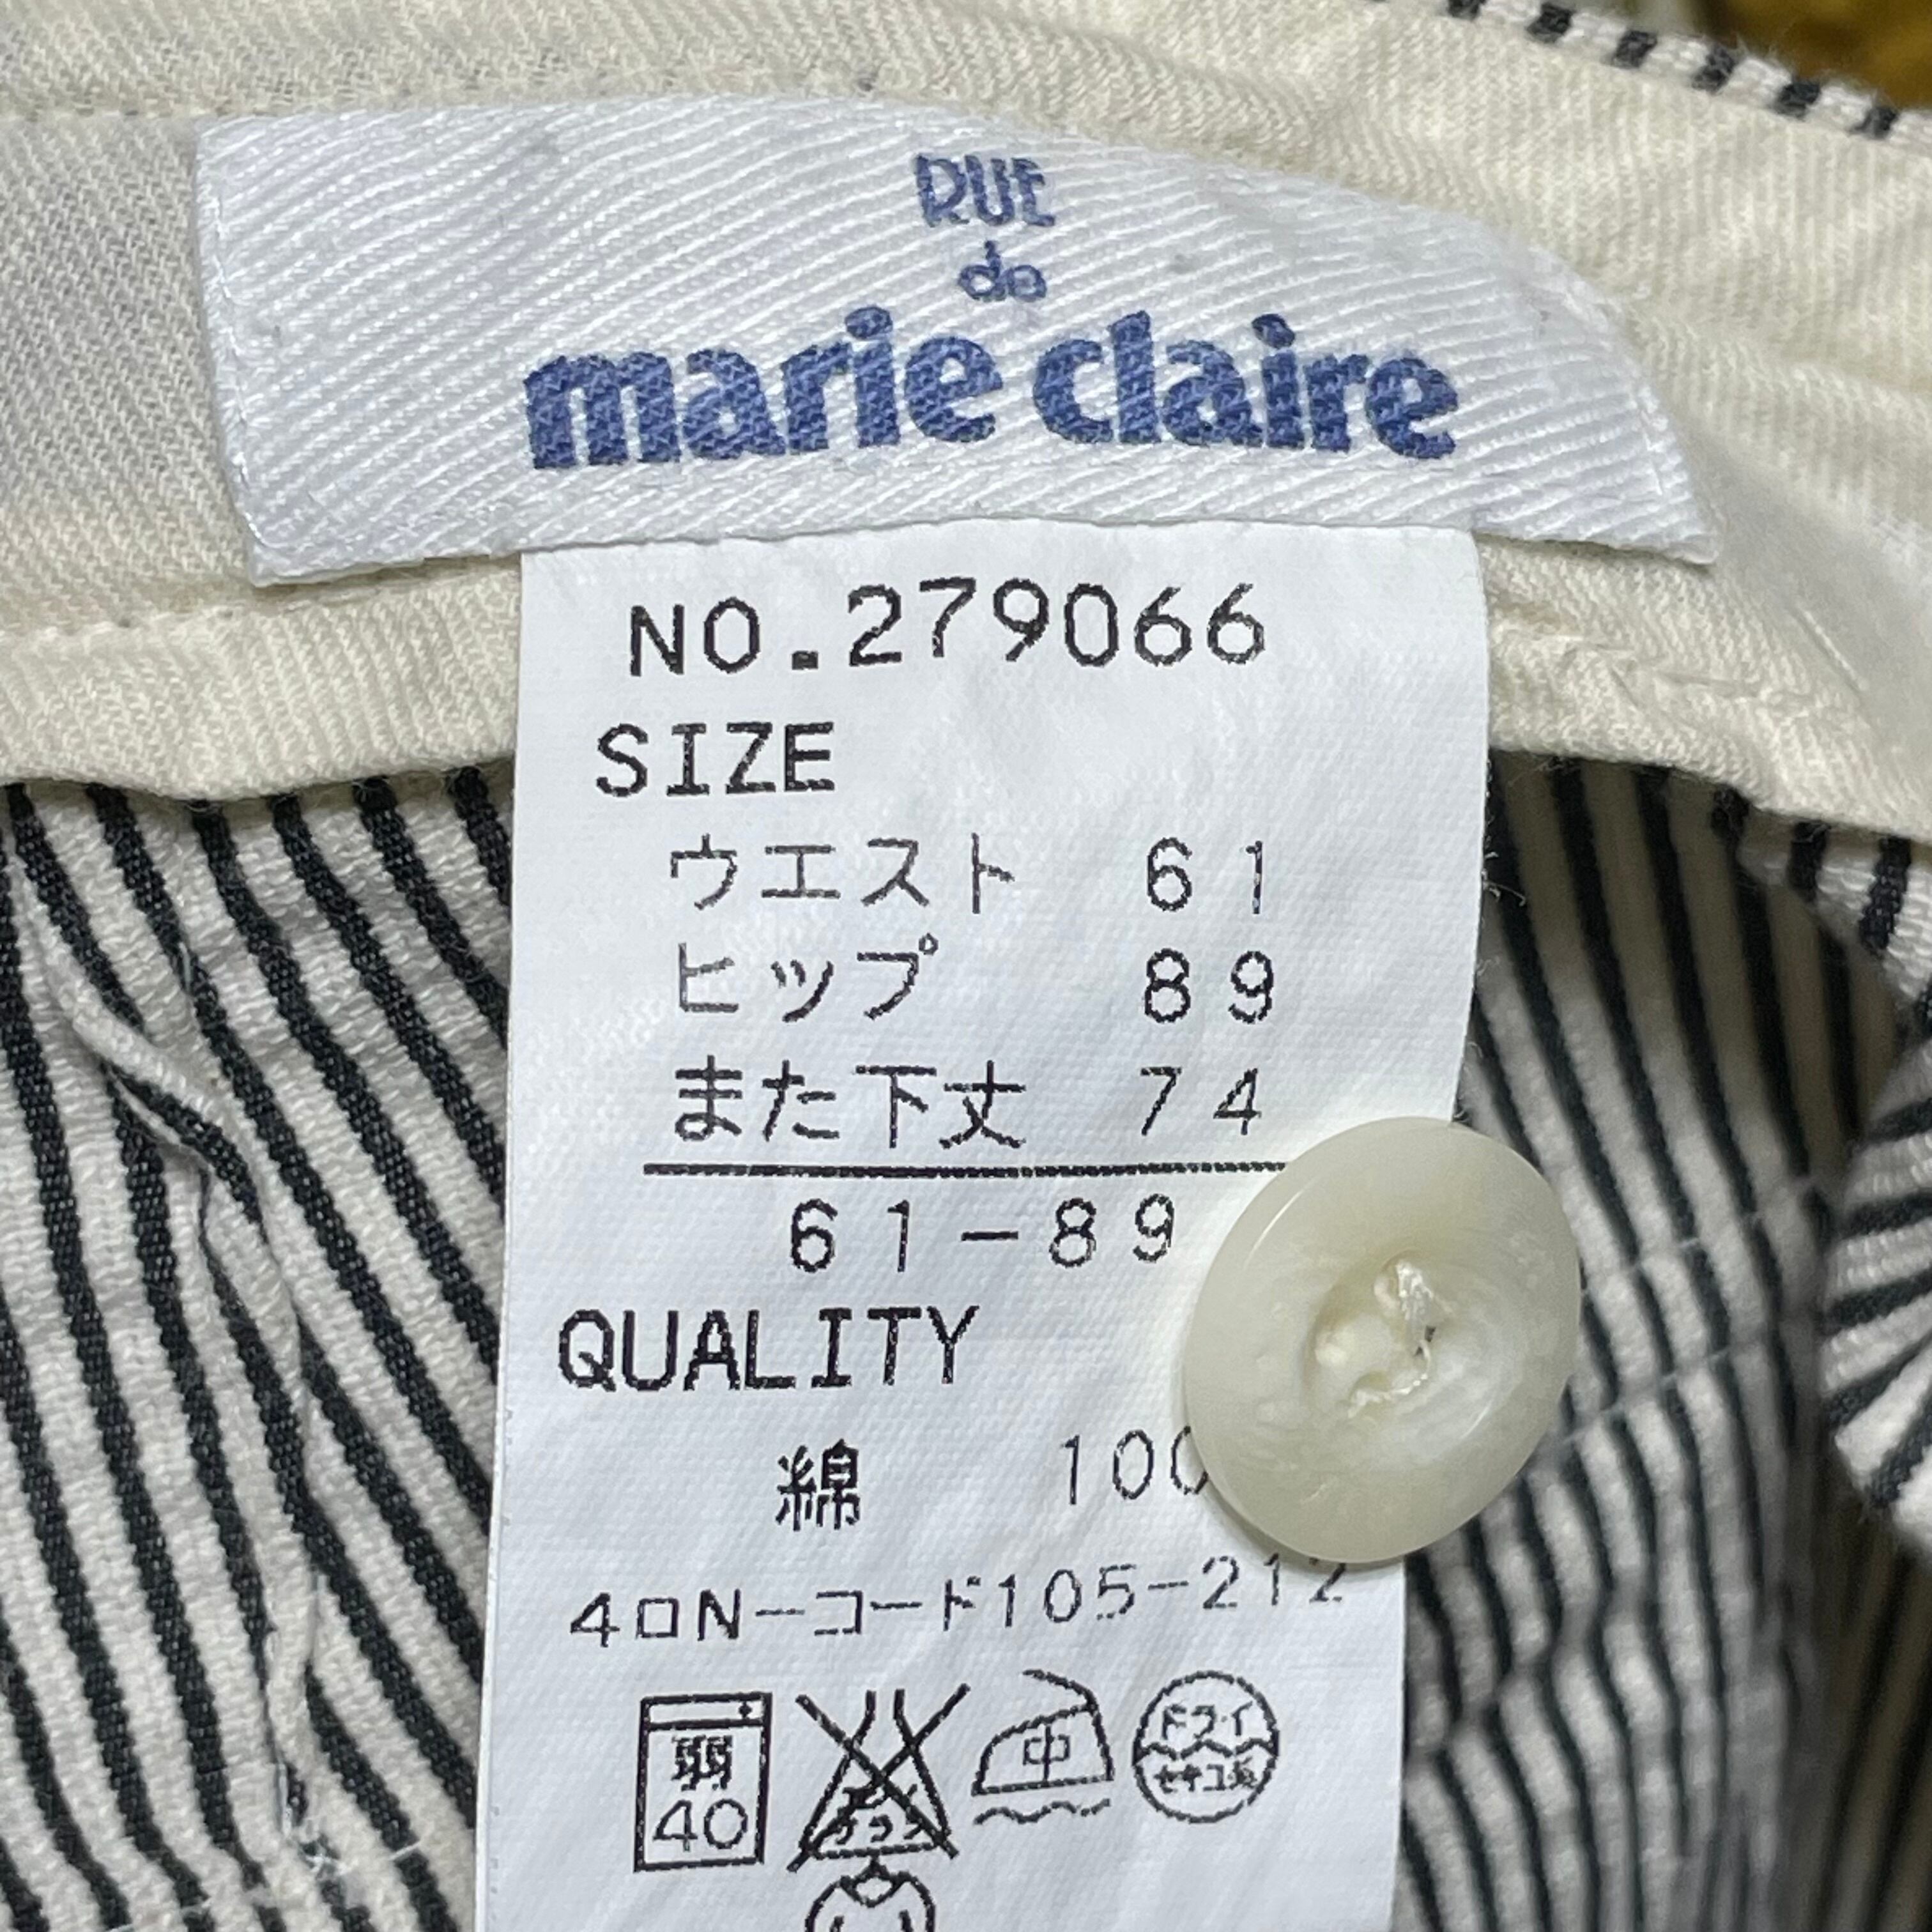 RUE
de
marie claire
NO.279066
SIZE
ウエスト 61
ヒップ 89
また下丈 74
61-89
QUALITY
綿 100
4ロN-コード105-212
弱
40
中
ドライ
セキユ系